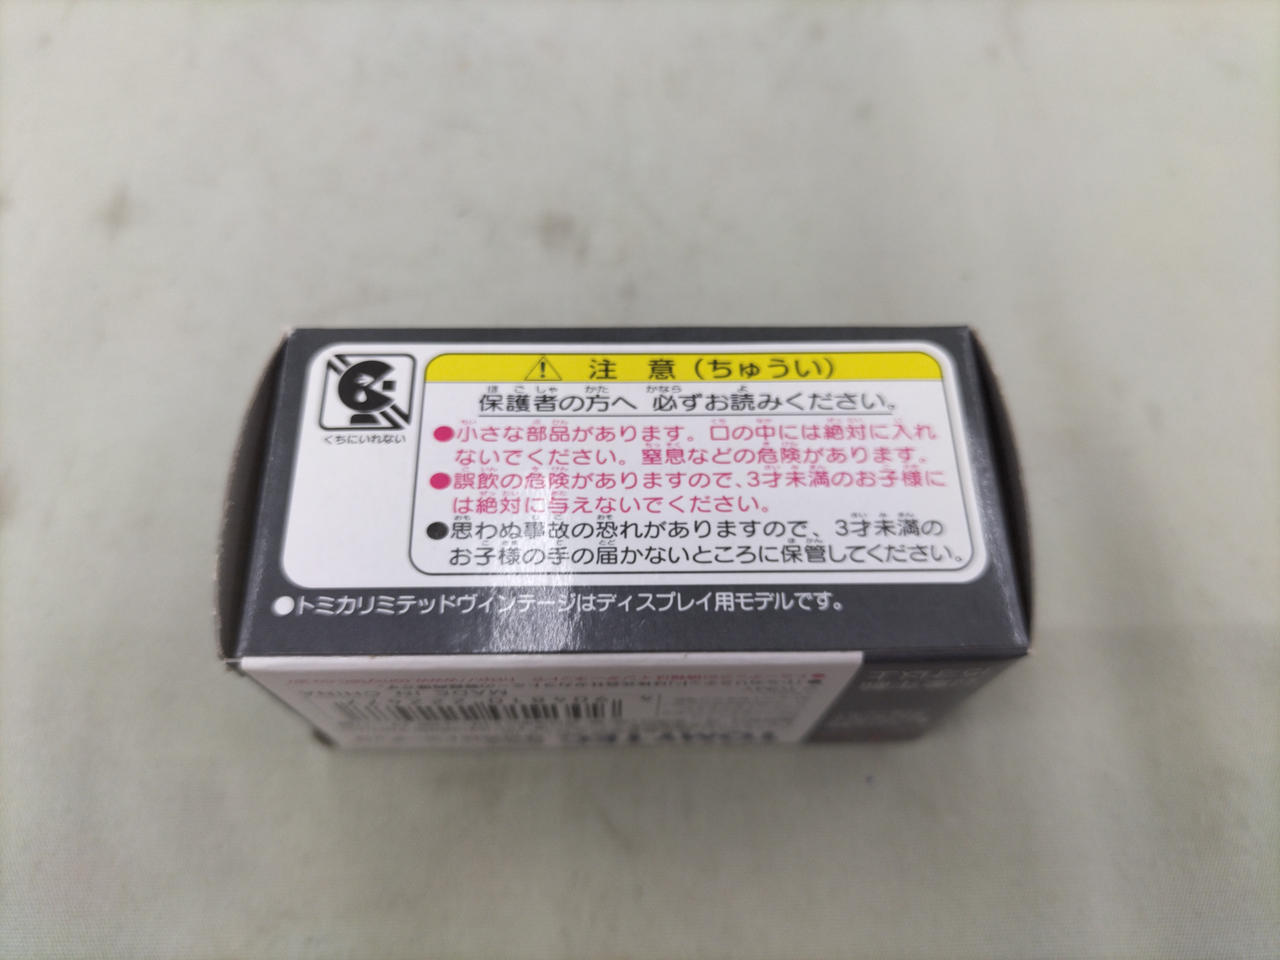 注意(ちゅうい)
保護者の方へ 必ずお読みください。
くちにいれない
●小さな部品があります。口の中には絶対に入れ
ないでください。窒息などの危険があります。
●誤飲の危険がありますので、3才未満のお子様に
は絶対に与えないでください。
●思わぬ事故の恐れがありますので、3才未満の
お子様の手の届かないところに保管してください。
●トミカリミテッドヴィンテージはディスプレイ用モデルです。
MADE IN CHINA
TOMYTEC